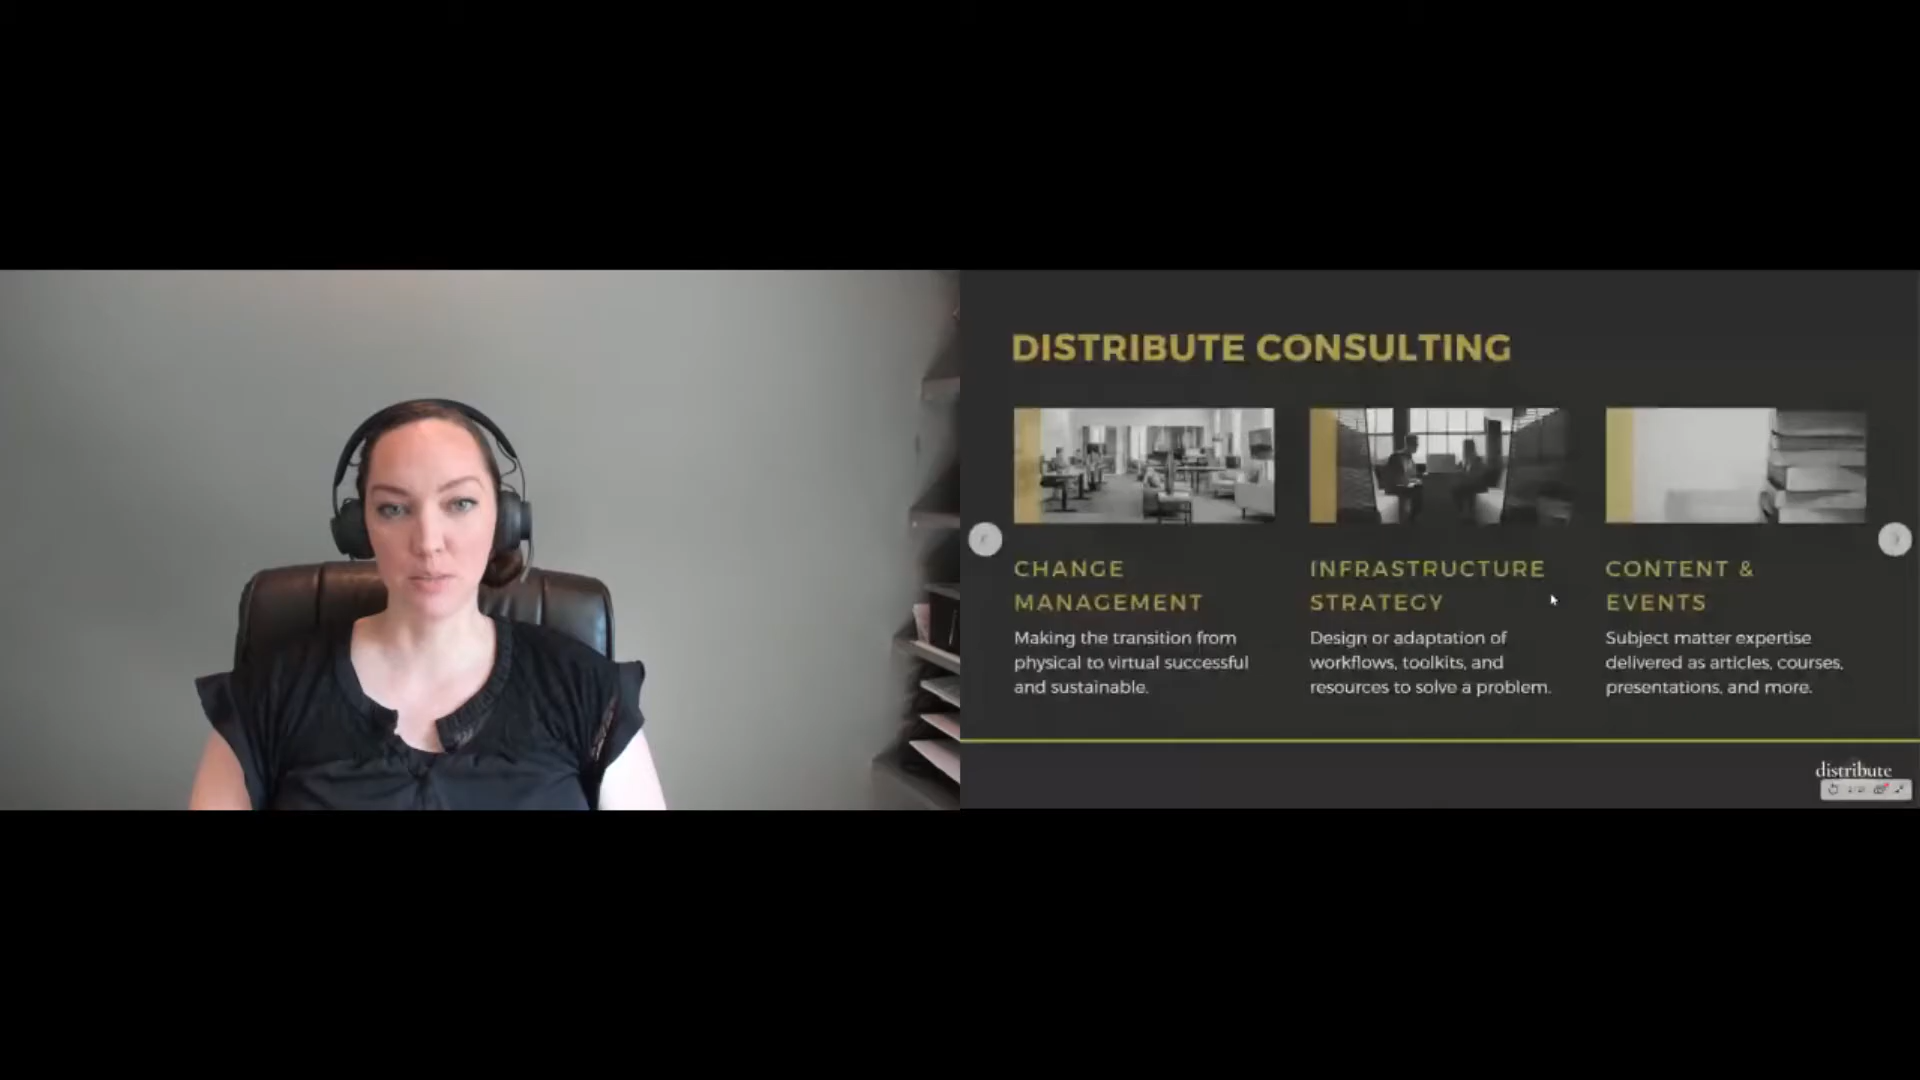 DISTRIBUTE CONSULTING
CHANGE
MANAGEMENT
Making the transition from
physical to virtual successful
and sustainable.
INFRASTRUCTURE
STRATEGY
Design or adaptation of
workflows, toolkits, and
resources to solve a problem.
CONTENT &
EVENTS
Subject matter expertise
delivered as articles, courses,
presentations, and more.
distribute